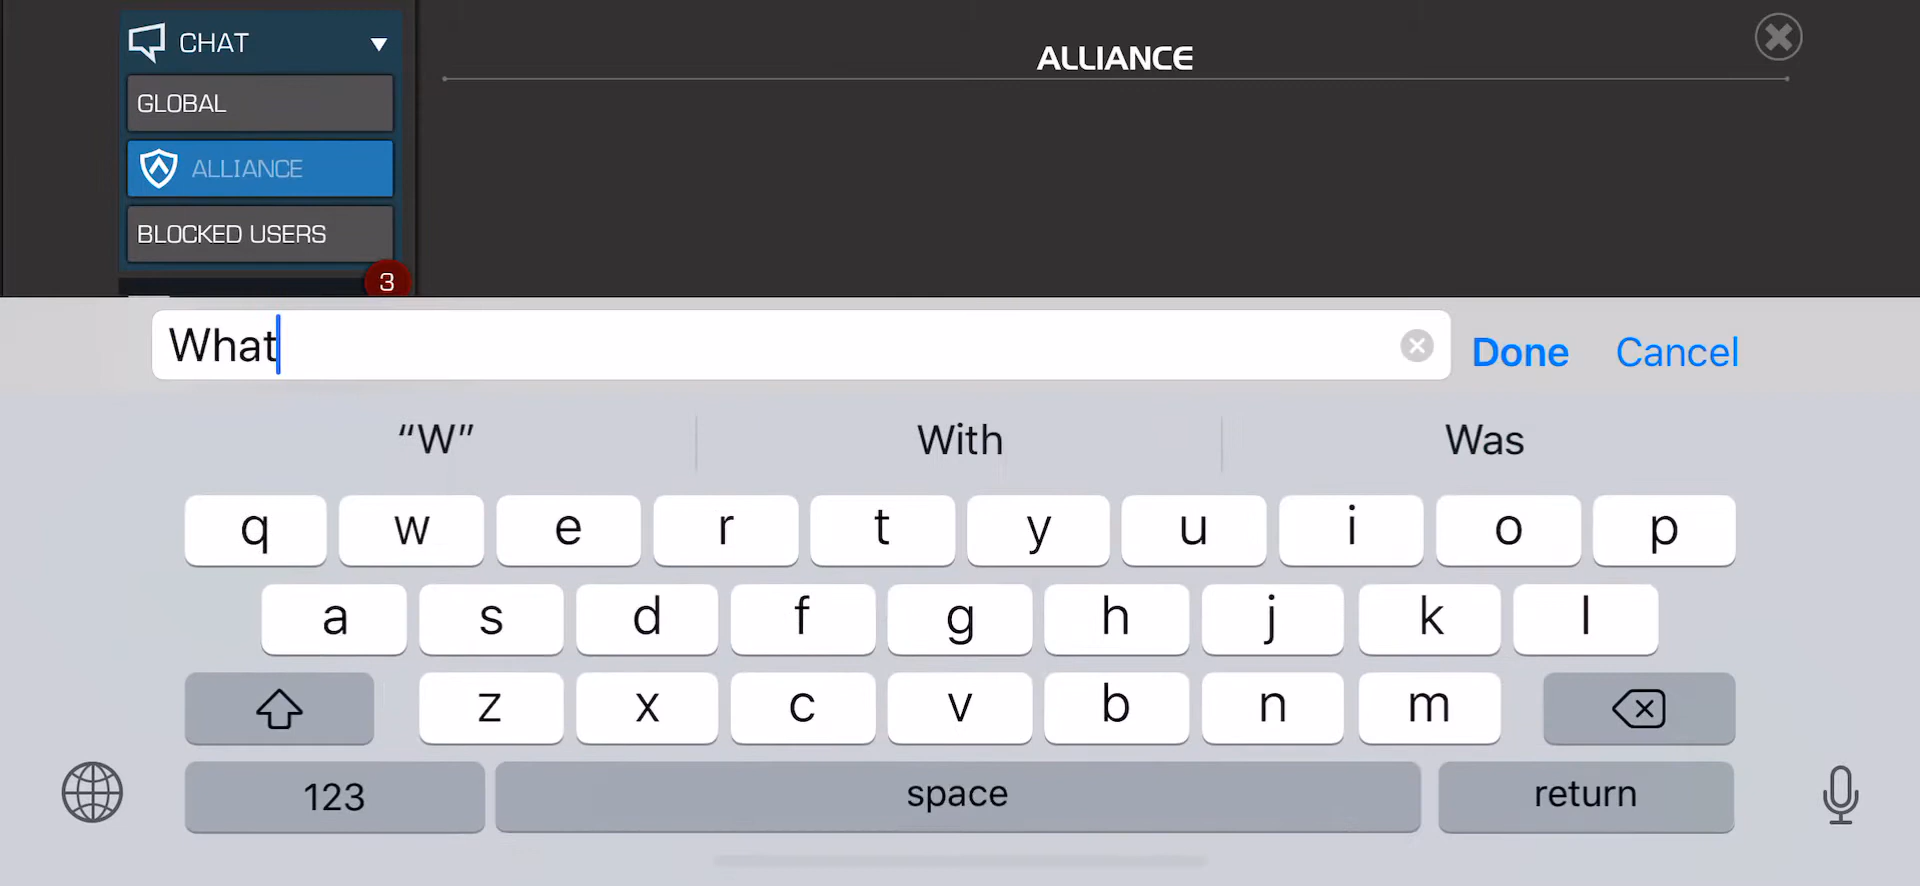 CHAT
ALLIANCE
GLOBAL
ALLIANCE
BLOCKED USERS
3
What
Done
Cancel
“W”
With
Was
q w e r t y u i o p
a s d f g h j k l
z x c v b n m
123
space
return